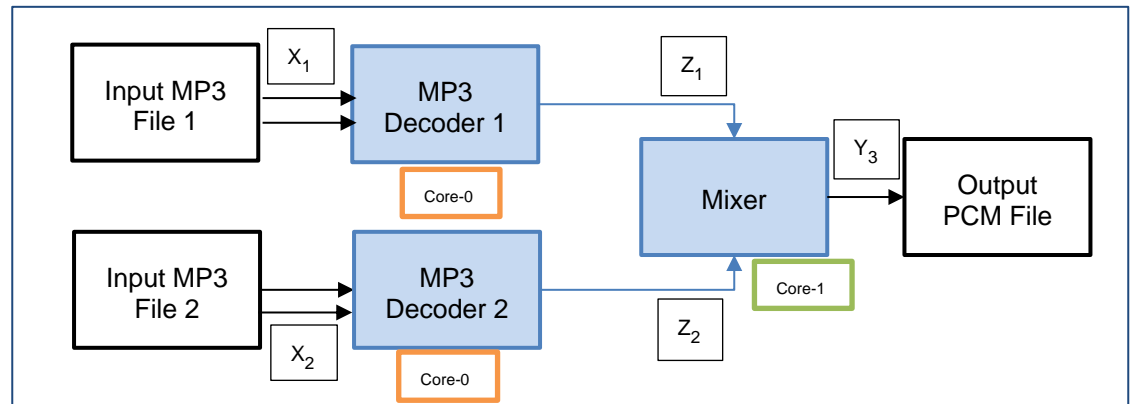 Input MP3
File 1
X1
MP3
Decoder 1
Core-0
Z1
Input MP3
File 2
X2
MP3
Decoder 2
Core-0
Z2
Mixer
Core-1
Y3
Output
PCM File